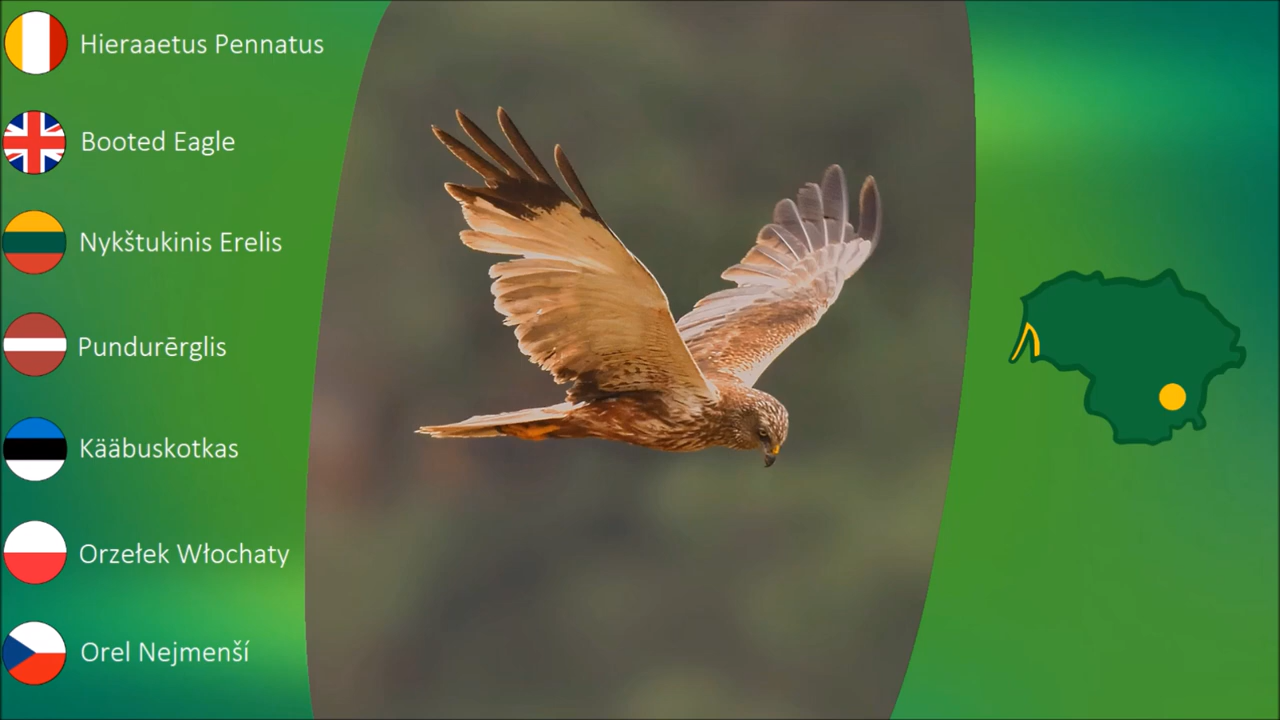 Hieraaetus Pennatus
Booted Eagle
Nykštukinis Erelis
Pundurērglis
Kääbuskotkas
Orzełek Włochaty
Orel Nejmenší